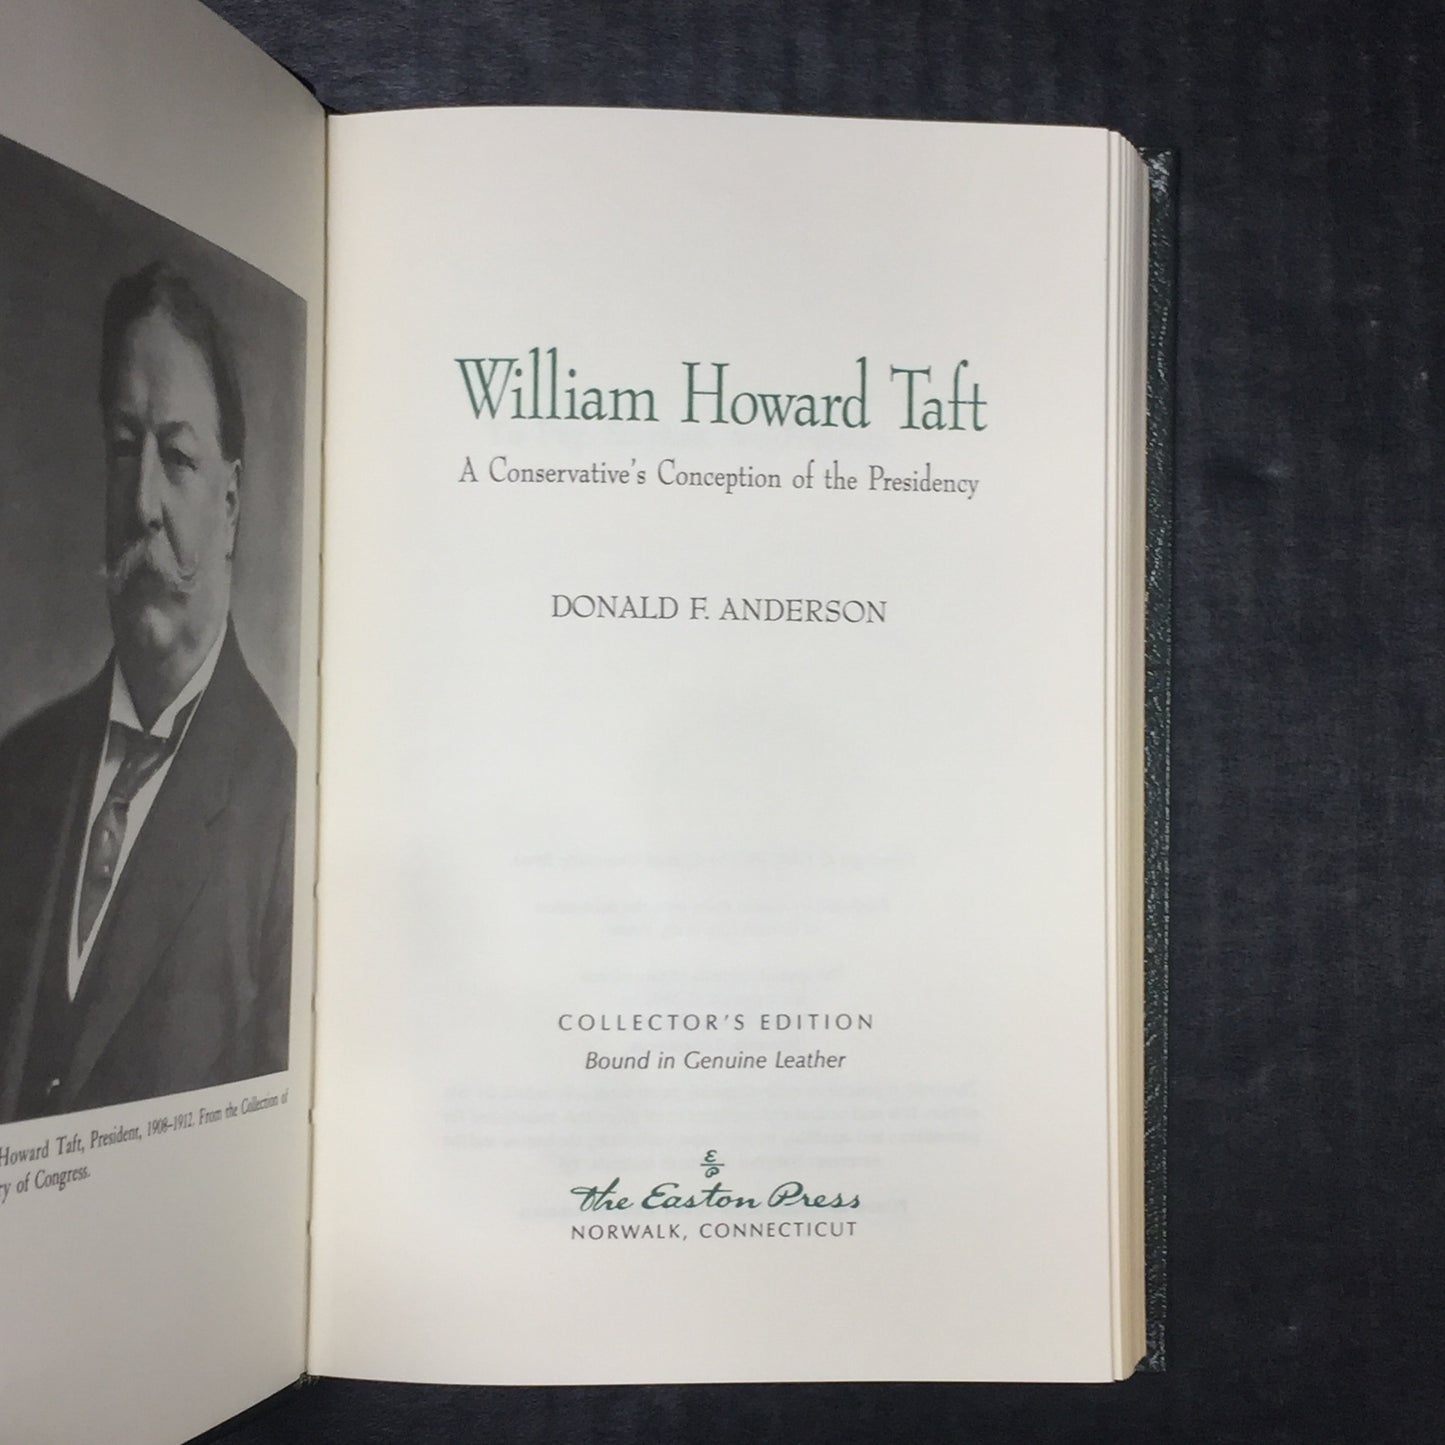 Howard Taft, President, 1908–1912. From the Collection of
of Congress.
William Howard Taft
A Conservative's Conception of the Presidency
DONALD F. ANDERSON
COLLECTOR'S EDITION
Bound in Genuine Leather
The Easton Press
NORWALK, CONNECTICUT